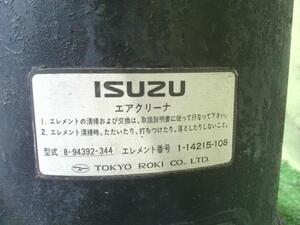 ISUZU
エアクリーナ
1. エレメントの清掃および交換は、取扱説明書に従って行なって下さい。
2. エレメント清掃時、たたいたり、打ちつけたり、落としたりしないこと。
型式 8-94392-344 エレメント番号 1-14215-108
TOKYO ROKI CO., LTD.